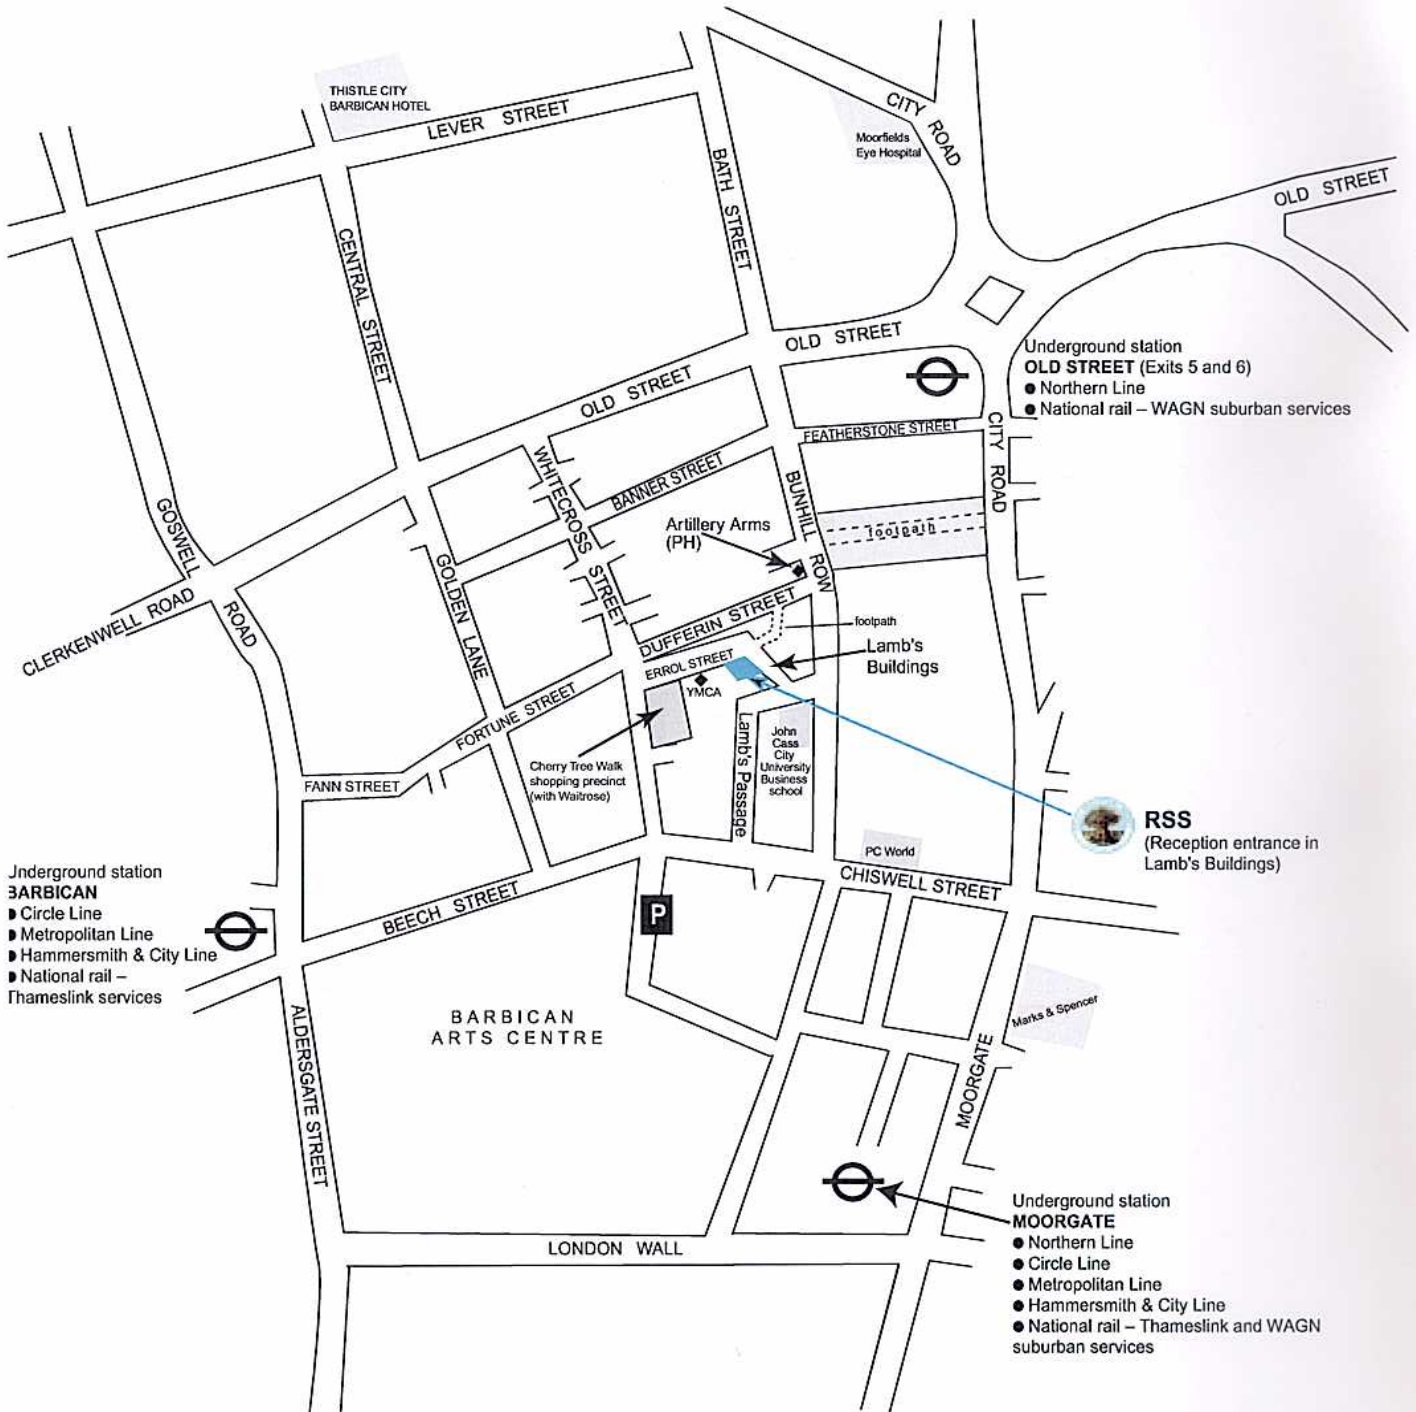 THISTLE CITY
BARBICAN HOTEL
LEVER STREET
CITY ROAD
Moorfields
Eye Hospital
BATH STREET
OLD STREET
CENTRAL STREET
OLD STREET
OLD STREET
Underground station
OLD STREET (Exits 5 and 6)
● Northern Line
● National rail – WAGN suburban services
FEATHERSTONE STREET
CITY ROAD
WHITECROSS STREET
BANNER STREET
BUNHILL ROW
GOSWELL ROAD
Artillery Arms
(PH)
footpath
GOLDEN LANE
CLERKENWELL ROAD
DUFFERIN STREET
footpath
Lamb's
Buildings
ERROL STREET
YMCA
FORTUNE STREET
Lamb's Passage
John
Cass
City
University
Business
school
Cherry Tree Walk
shopping precinct
(with Waitrose)
FANN STREET
RSS
(Reception entrance in
Lamb's Buildings)
PC World
CHISWELL STREET
Underground station
BARBICAN
● Circle Line
● Metropolitan Line
● Hammersmith & City Line
● National rail –
Thameslink services
BEECH STREET
P
BARBICAN
ARTS CENTRE
Marks & Spencer
ALDERSGATE STREET
MOORGATE
Underground station
MOORGATE
● Northern Line
● Circle Line
● Metropolitan Line
● Hammersmith & City Line
● National rail – Thameslink and WAGN
suburban services
LONDON WALL